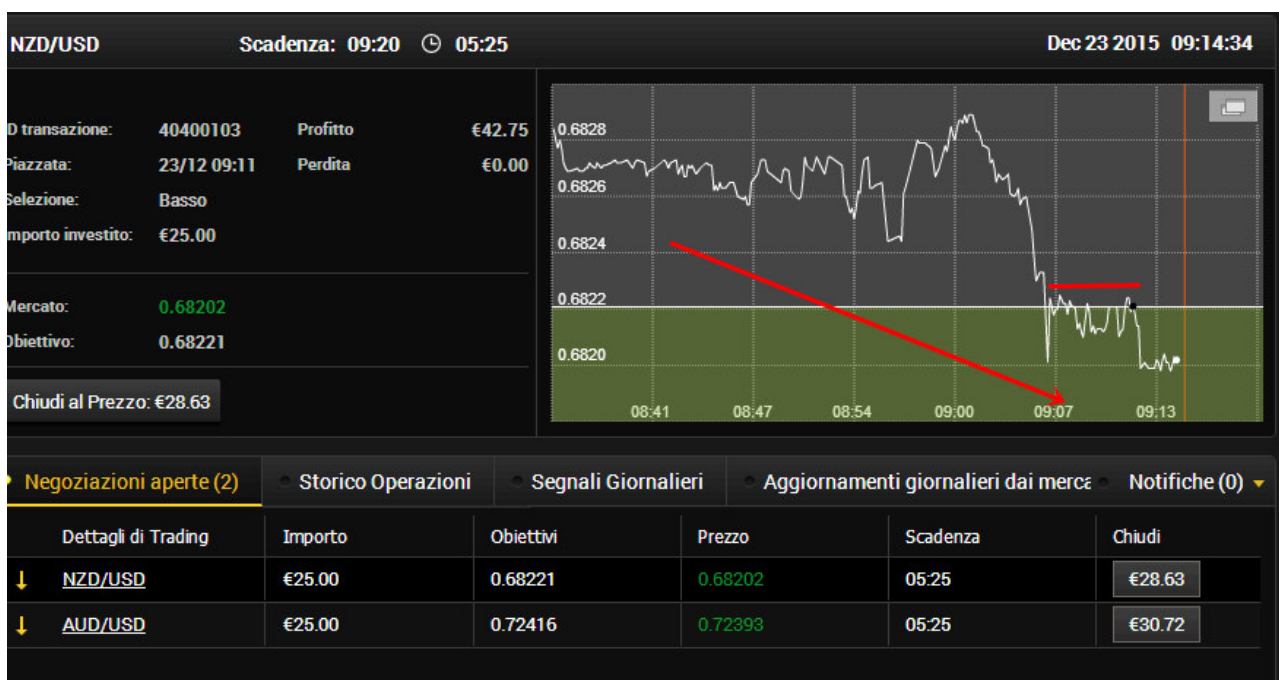 NZD/USD Scadenza: 09:20 05:25 Dec 23 2015 09:14:34
D transazione: 40400103 Profitto €42.75
Piazzata: 23/12 09:11 Perdita €0.00
Selezione: Basso
mporto investito: €25.00
Mercato: 0.68202
Obiettivo: 0.68221
Chiudi al Prezzo: €28.63
0.6828
0.6826
0.6824
0.6822
0.6820
08:41 08:47 08:54 09:00 09:07 09:13
Negoziazioni aperte (2) Storico Operazioni Segnali Giornalieri Aggiornamenti giornalieri dai merca Notifiche (0)
Dettagli di Trading Importo Obiettivi Prezzo Scadenza Chiudi
NZD/USD €25.00 0.68221 0.68202 05:25 €28.63
AUD/USD €25.00 0.72416 0.72393 05:25 €30.72